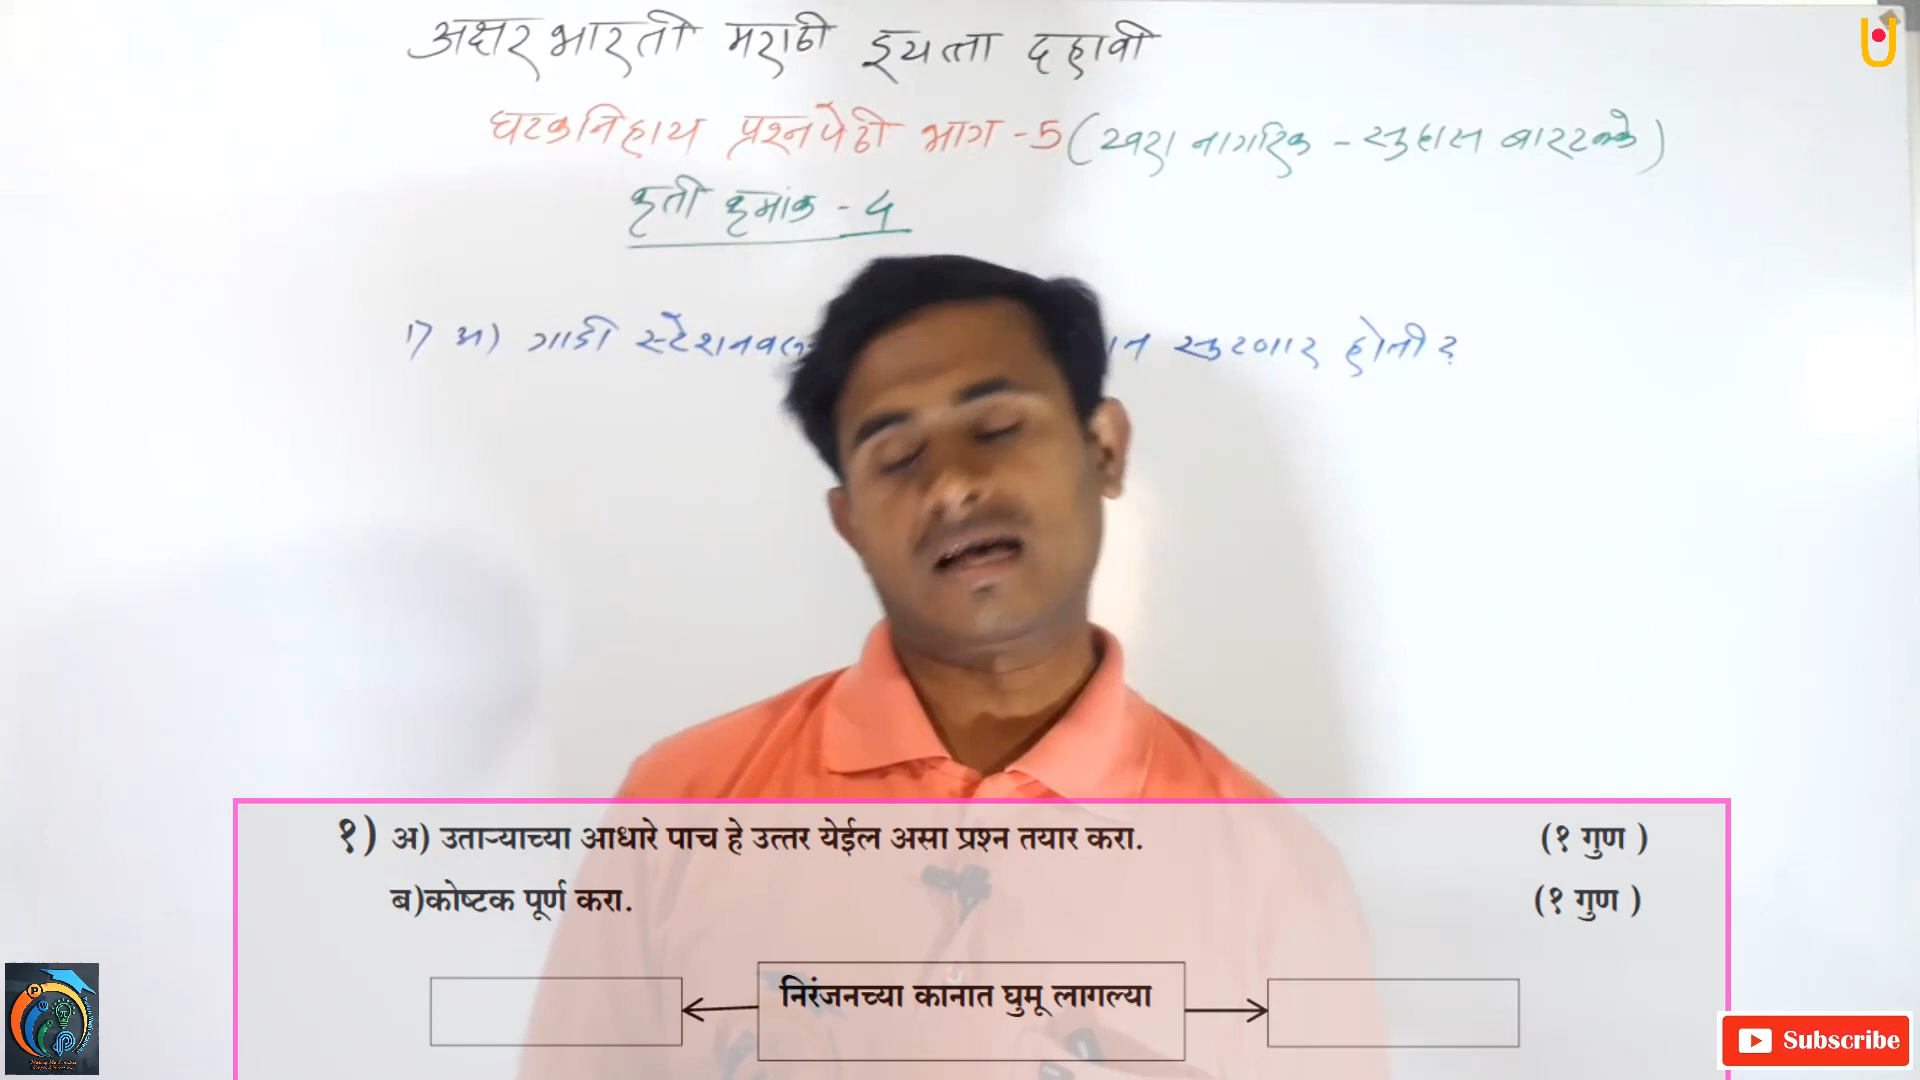 अक्षरभारती मराठी इयत्ता दहावी
घटकनिहाय प्रश्नपेढी भाग -5 (खरा नागरिक - सुहास बारटक्के)
कृती क्रमांक - 4
1) अ) गाडी स्टेशनवरून सुटणार होती?
१) अ) उताऱ्याच्या आधारे पाच हे उत्तर येईल असा प्रश्न तयार करा. (१ गुण )
ब)कोष्टक पूर्ण करा. (१ गुण )
निरंजनच्या कानात घुमू लागल्या
Subscribe